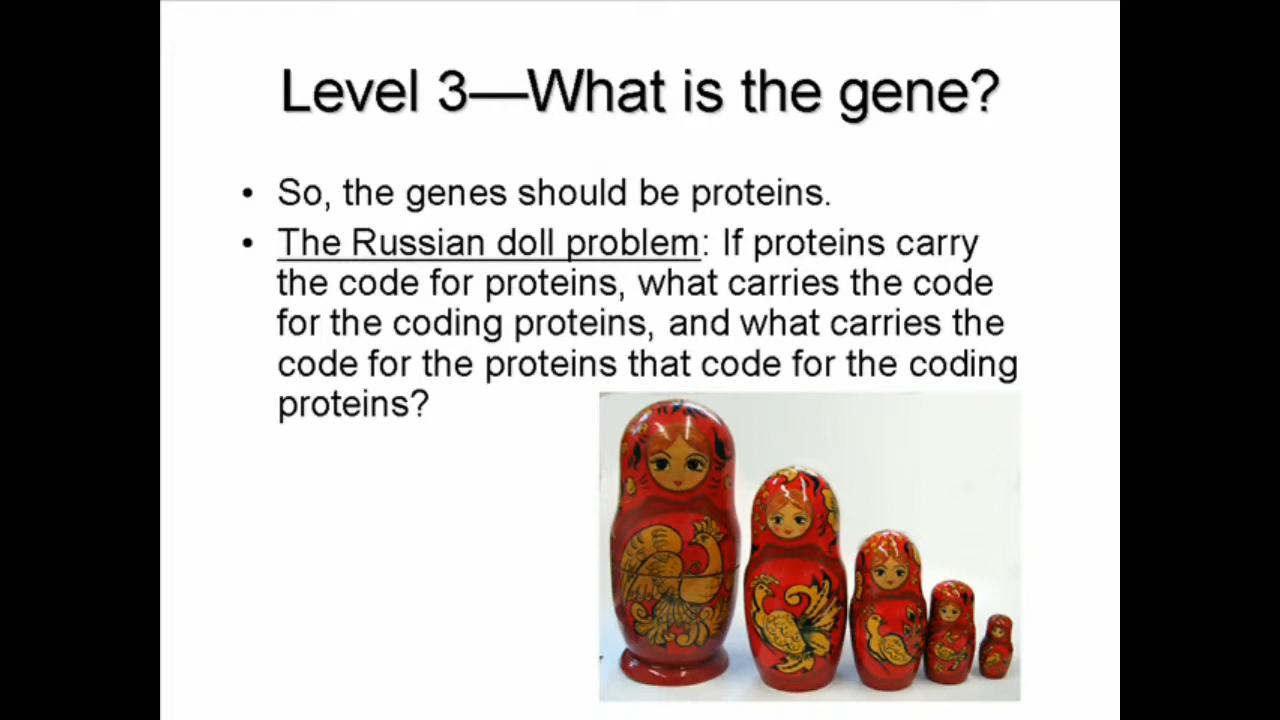 Level 3—What is the gene?
• So, the genes should be proteins.
• The Russian doll problem: If proteins carry
the code for proteins, what carries the code
for the coding proteins, and what carries the
code for the proteins that code for the coding
proteins?